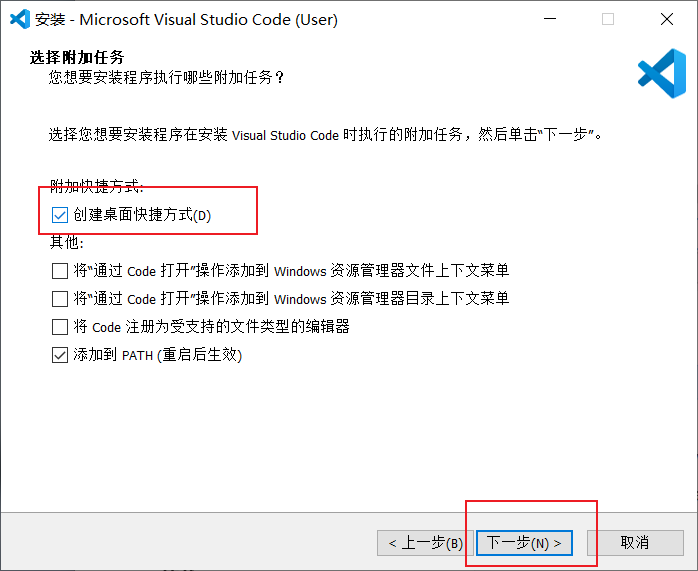 安装 - Microsoft Visual Studio Code (User)
选择附加任务
您想要安装程序执行哪些附加任务？
选择您想要安装程序在安装 Visual Studio Code 时执行的附加任务，然后单击“下一步”。
附加快捷方式:
创建桌面快捷方式(D)
其他:
将“通过 Code 打开”操作添加到 Windows 资源管理器文件上下文菜单
将“通过 Code 打开”操作添加到 Windows 资源管理器目录上下文菜单
将 Code 注册为受支持的文件类型的编辑器
添加到 PATH (重启后生效)
< 上一步(B)
下一步(N) >
取消